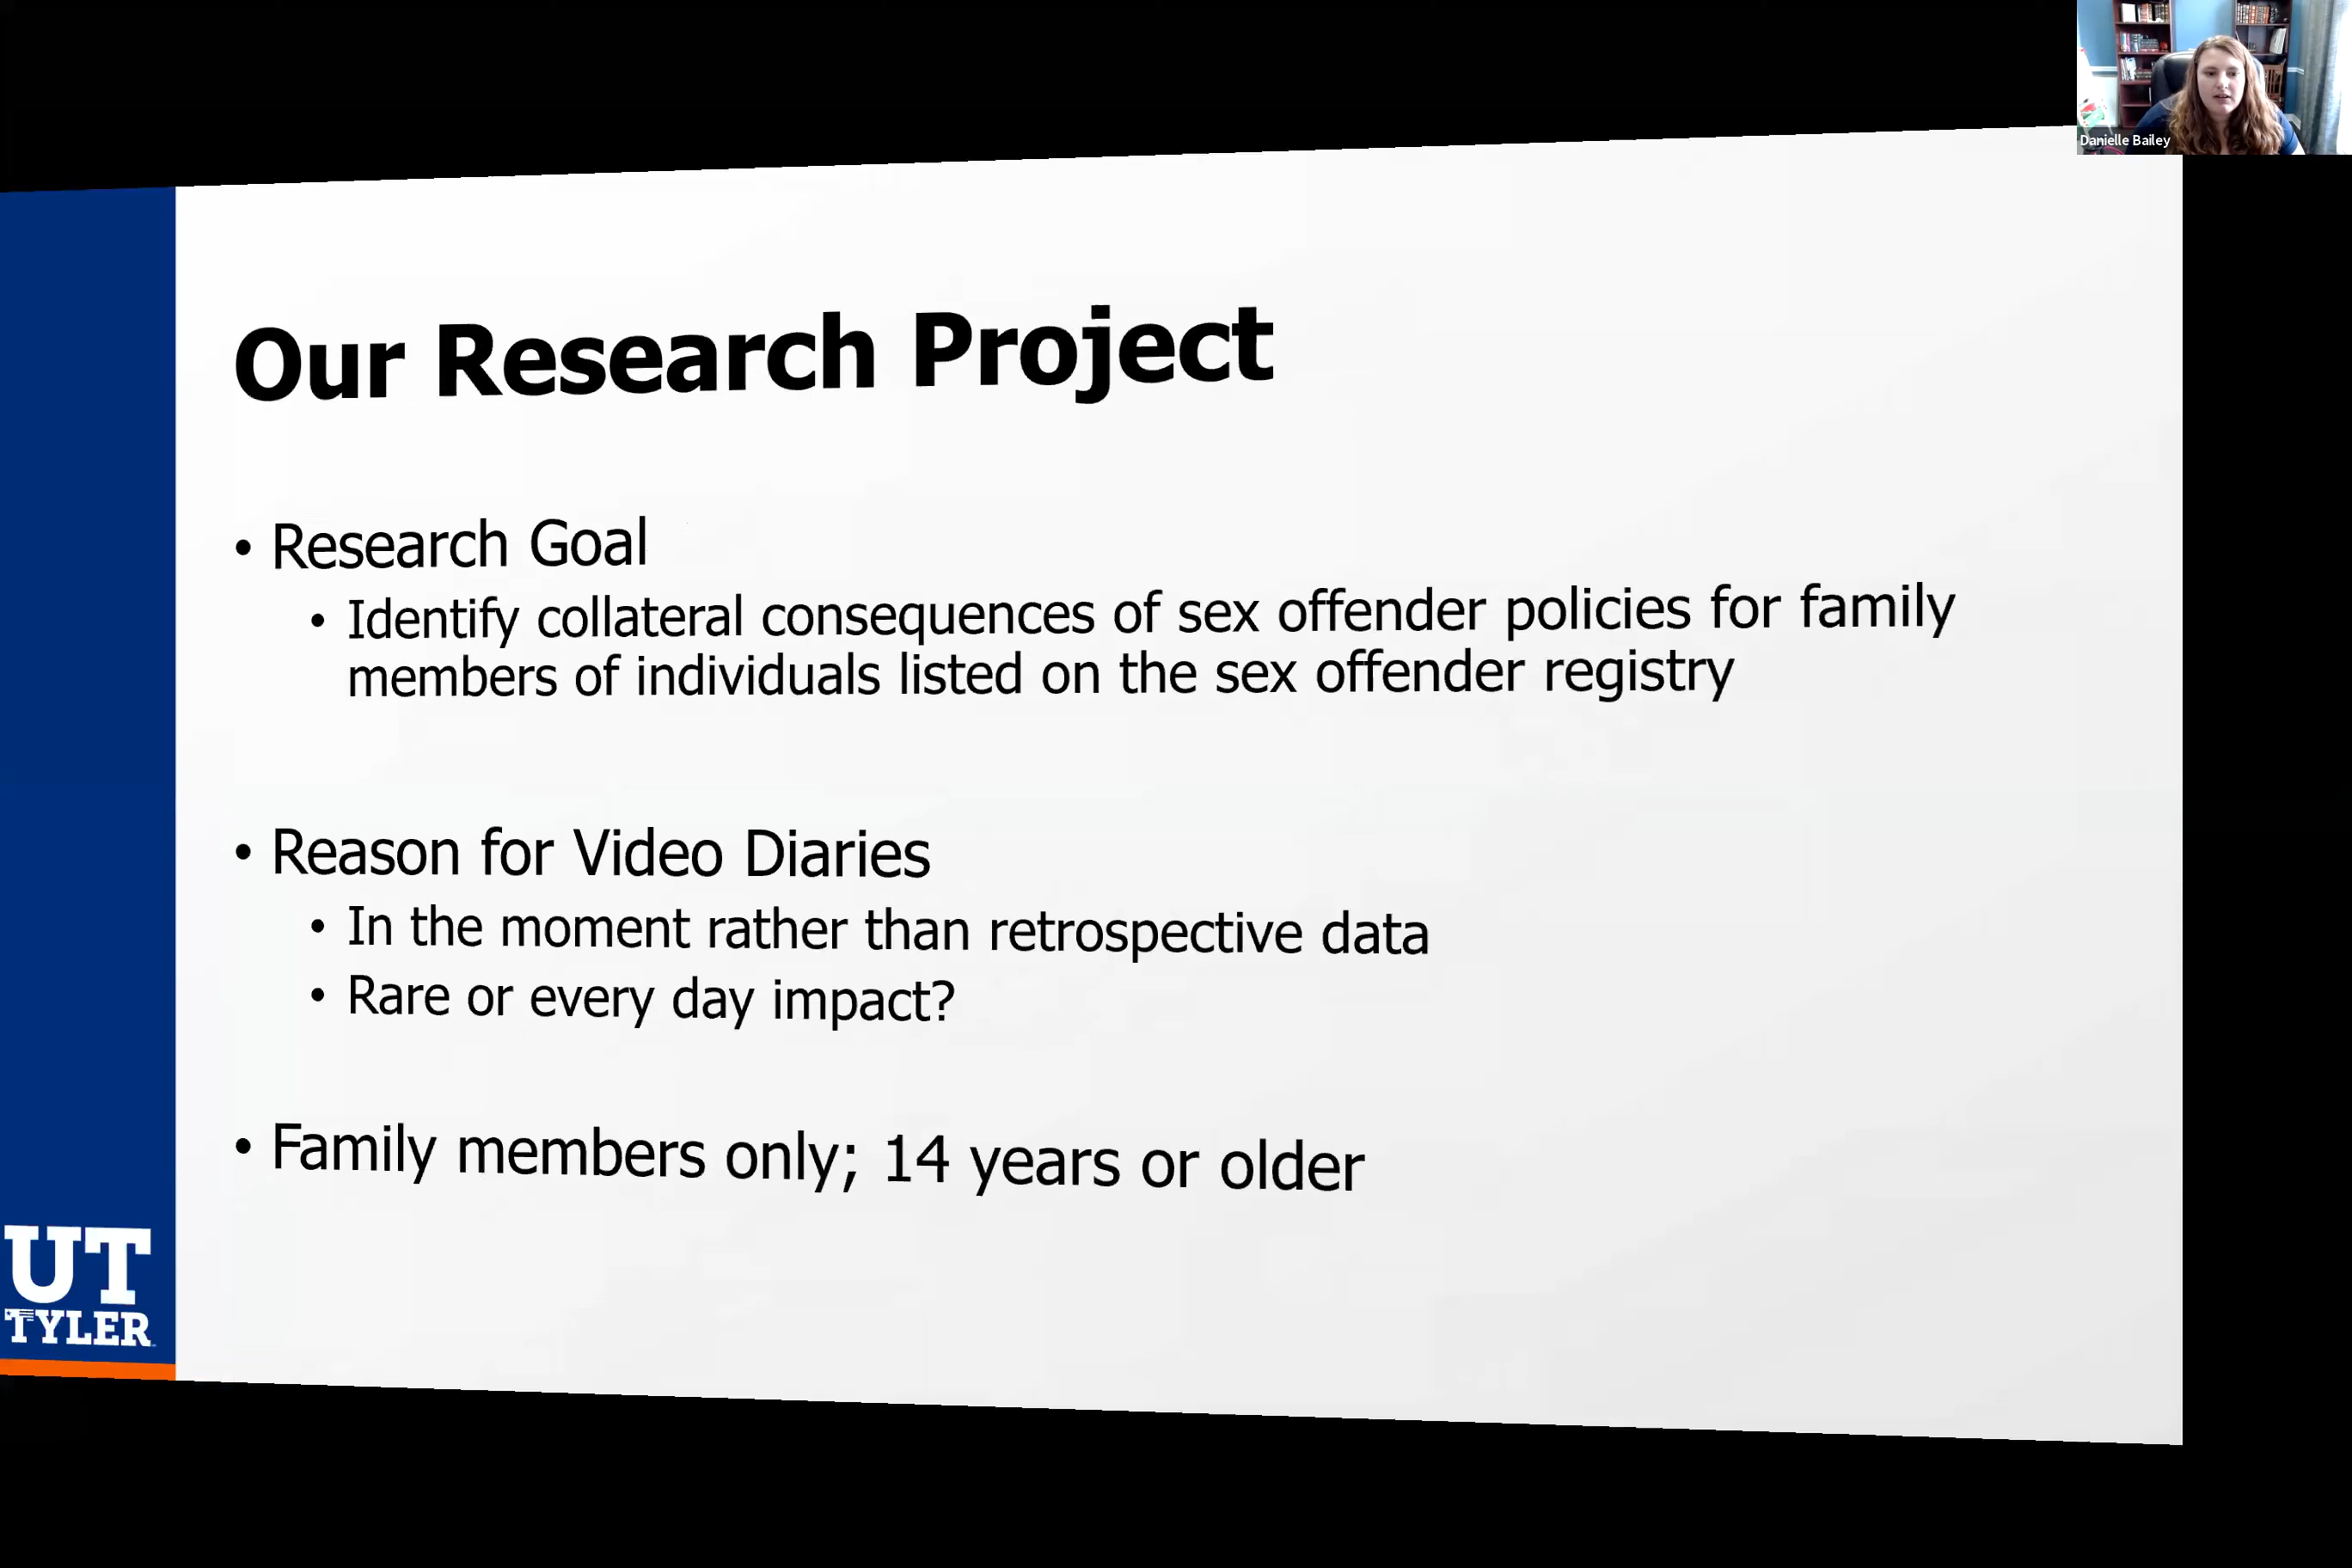 Danielle Bailey
Our Research Project
• Research Goal
• Identify collateral consequences of sex offender policies for family
members of individuals listed on the sex offender registry
• Reason for Video Diaries
• In the moment rather than retrospective data
• Rare or every day impact?
• Family members only; 14 years or older
UT
TYLER